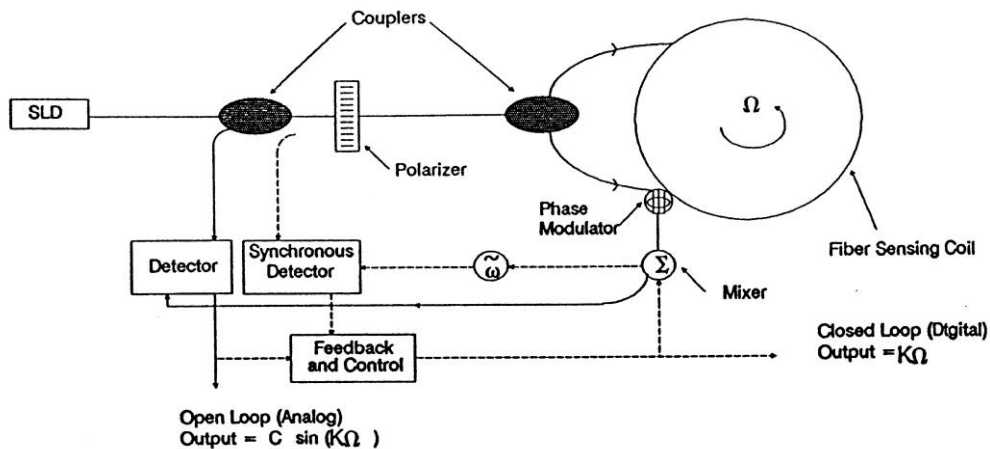 Couplers
SLD
Ω
Polarizer
Phase
Modulator
Fiber Sensing Coil
Detector
Synchronous
Detector
ω̃
Σ
Mixer
Feedback
and Control
Closed Loop (Dtgital)
Output = KΩ
Open Loop (Analog)
Output = C sin (KΩ )